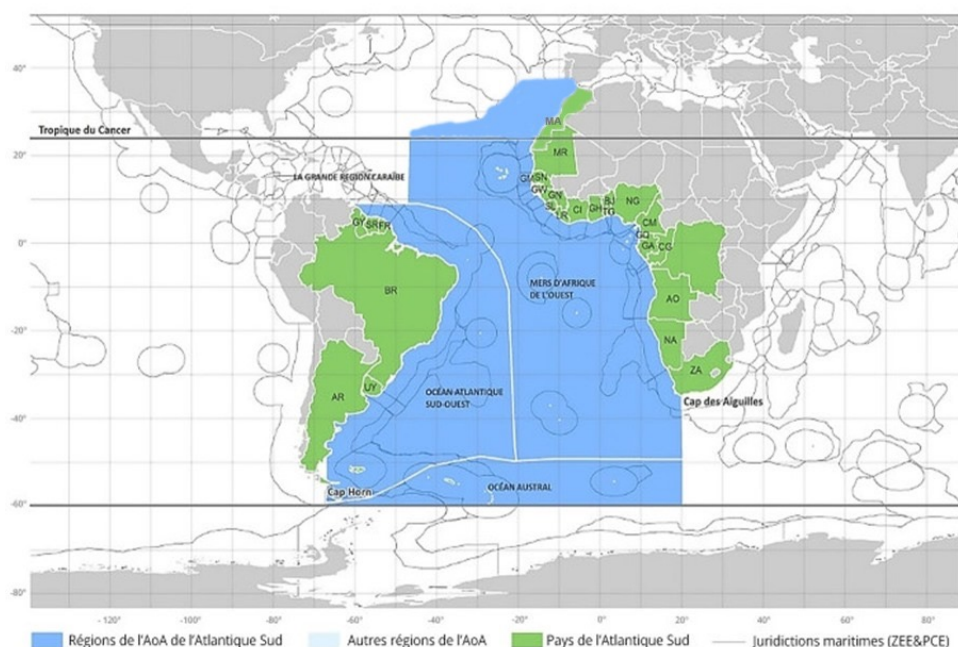 40°
Tropique du Cancer
20°
0°
-20°
-40°
-60°
-80°
MA
MR
LA GRANDE REGION CARAÏBE
GM SN
GW
GN
SL
LR
CI
GH
BJ
TG
NG
CM
GQ
GA
CG
GY
SR
FR
BR
MERS D'AFRIQUE
DE L'OUEST
AO
NA
ZA
AR
UY
OCÉAN ATLANTIQUE
SUD-OUEST
Cap des Aiguilles
Cap Horn
OCÉAN AUSTRAL
-120° -100° -80° -60° -40° -20° 0° 20° 40° 60° 80°
Régions de l'AoA de l'Atlantique Sud Autres régions de l'AoA Pays de l'Atlantique Sud Juridictions maritimes (ZEE&PCE)